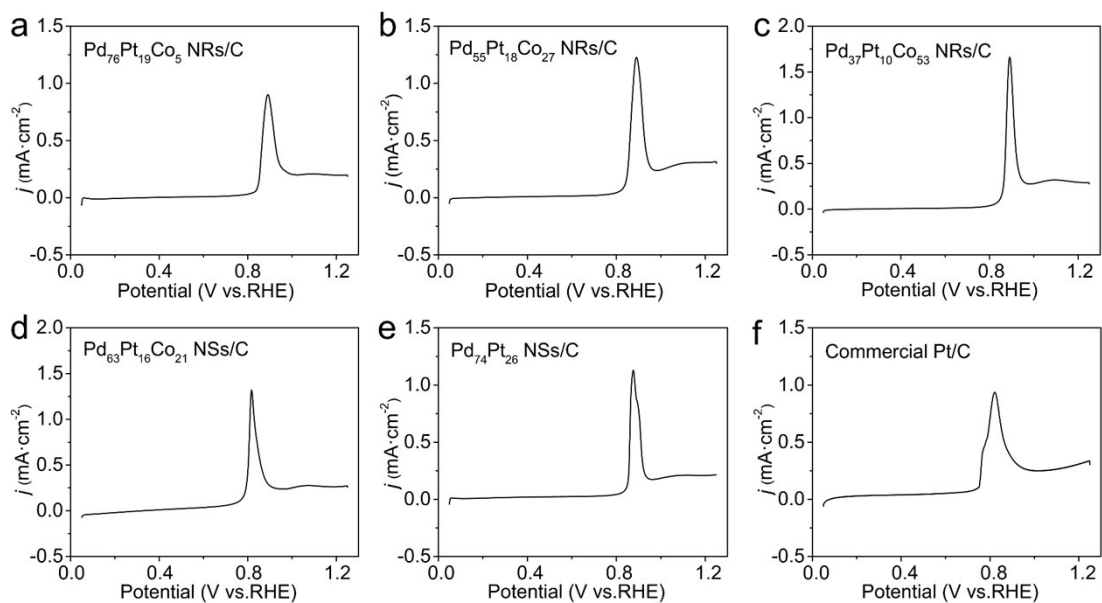 a
Pd₇₆Pt₁₉Co₅ NRs/C
1.5
1.0
0.5
0.0
-0.5
j (mA·cm⁻²)
0.0 0.4 0.8 1.2
Potential (V vs.RHE)
b
Pd₅₅Pt₁₈Co₂₇ NRs/C
1.5
1.0
0.5
0.0
-0.5
j (mA·cm⁻²)
0.0 0.4 0.8 1.2
Potential (V vs.RHE)
c
Pd₃₇Pt₁₀Co₅₃ NRs/C
2.0
1.5
1.0
0.5
0.0
-0.5
j (mA·cm⁻²)
0.0 0.4 0.8 1.2
Potential (V vs.RHE)
d
Pd₆₃Pt₁₆Co₂₁ NSs/C
2.0
1.5
1.0
0.5
0.0
-0.5
j (mA·cm⁻²)
0.0 0.4 0.8 1.2
Potential (V vs.RHE)
e
Pd₇₄Pt₂₆ NSs/C
1.5
1.0
0.5
0.0
-0.5
j (mA·cm⁻²)
0.0 0.4 0.8 1.2
Potential (V vs.RHE)
f
Commercial Pt/C
1.5
1.0
0.5
0.0
-0.5
j (mA·cm⁻²)
0.0 0.4 0.8 1.2
Potential (V vs.RHE)